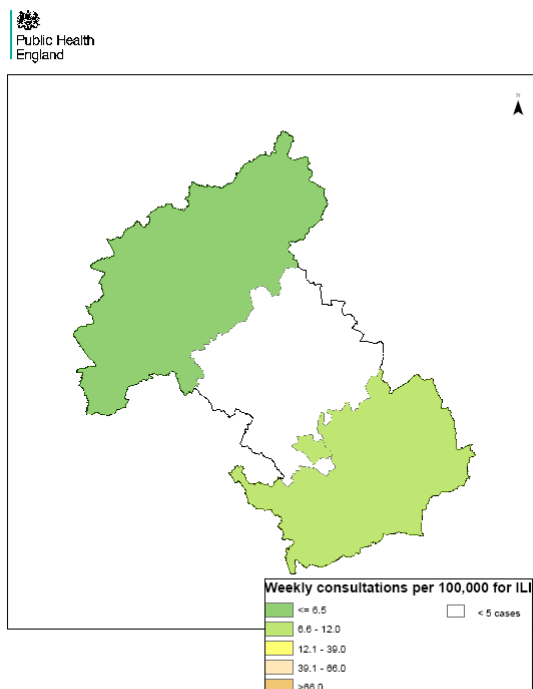 Public Health
England
N
Weekly consultations per 100,000 for ILI
<= 6.5
< 5 cases
6.6 - 12.0
12.1 - 39.0
39.1 - 66.0
>66.0